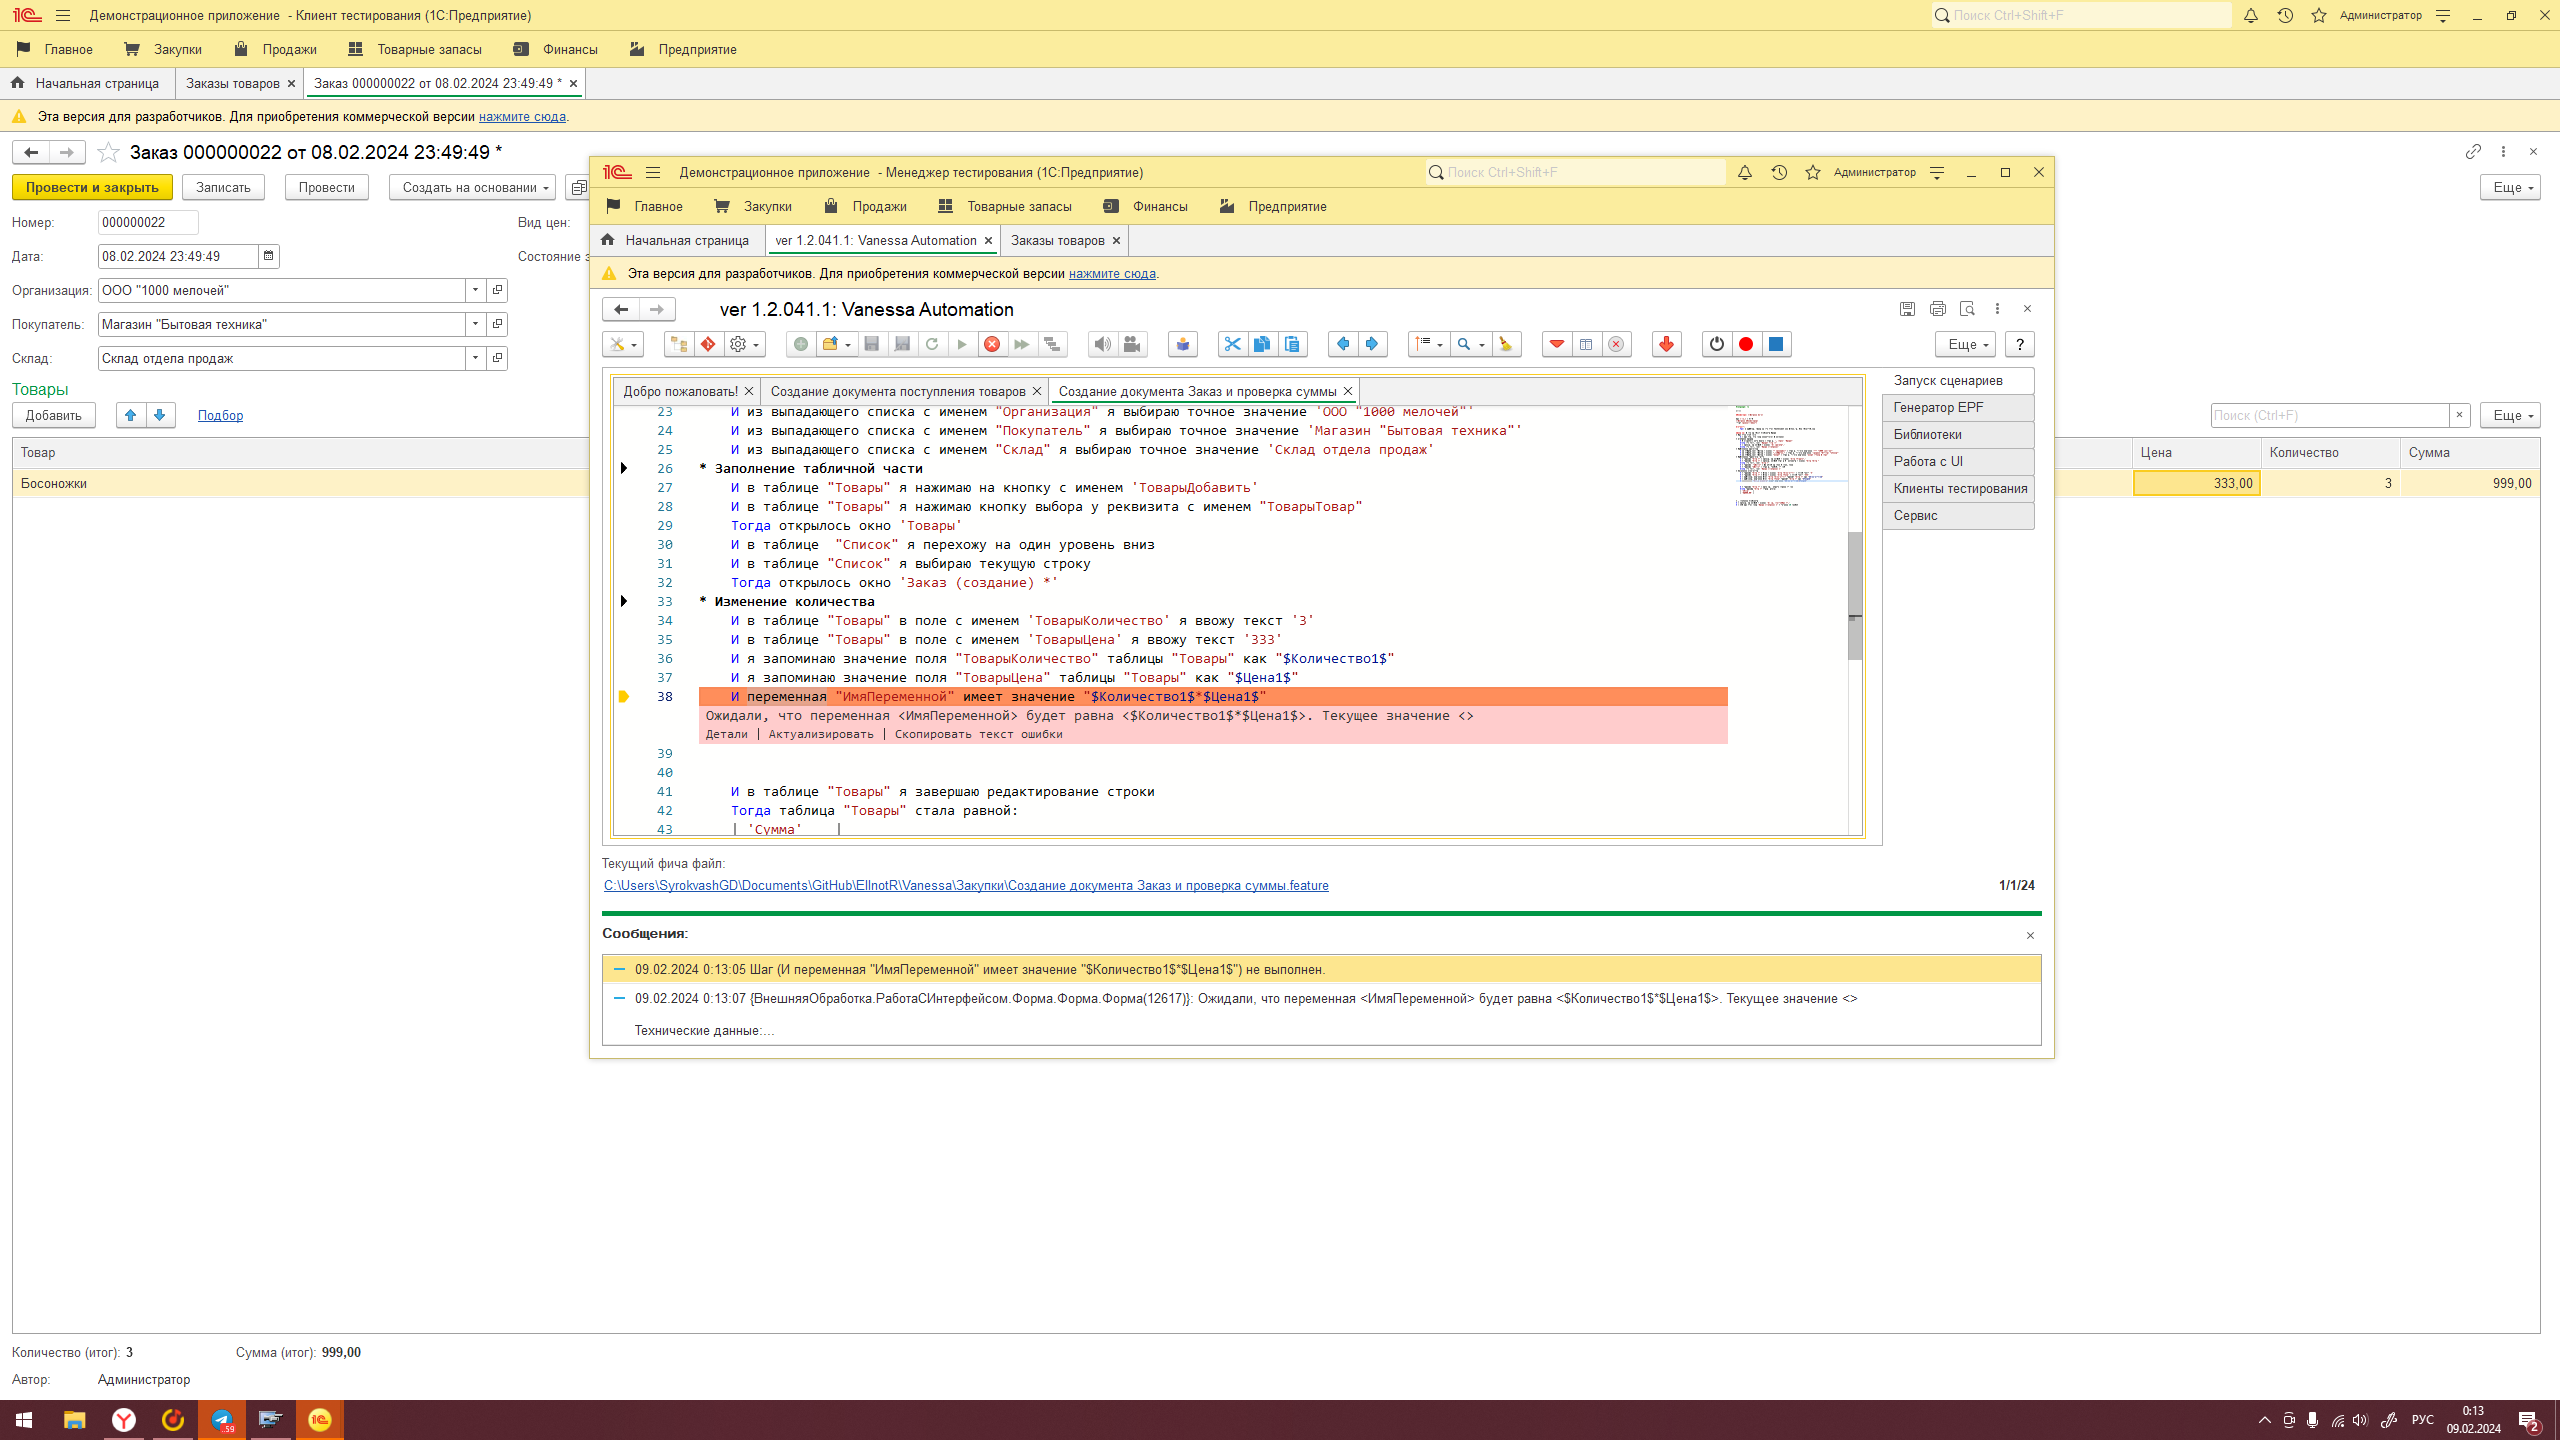 Демонстрационное приложение - Клиент тестирования (1С:Предприятие)
Поиск Ctrl+Shift+F
Администратор
Главное
Закупки
Продажи
Товарные запасы
Финансы
Предприятие
Начальная страница
Заказы товаров
Заказ 000000022 от 08.02.2024 23:49:49 *
Эта версия для разработчиков. Для приобретения коммерческой версии нажмите сюда.
Заказ 000000022 от 08.02.2024 23:49:49 *
Провести и закрыть
Записать
Провести
Создать на основании
Еще
Номер:
000000022
Вид цен:
Дата:
08.02.2024 23:49:49
Состояние з
Организация:
ООО "1000 мелочей"
Покупатель:
Магазин "Бытовая техника"
Склад:
Склад отдела продаж
Товары
Добавить
Подбор
Поиск (Ctrl+F)
Еще
Товар
Цена
Количество
Сумма
Босоножки
333,00
3
999,00
Демонстрационное приложение - Менеджер тестирования (1С:Предприятие)
Поиск Ctrl+Shift+F
Администратор
Главное
Закупки
Продажи
Товарные запасы
Финансы
Предприятие
Начальная страница
ver 1.2.041.1: Vanessa Automation
Заказы товаров
Эта версия для разработчиков. Для приобретения коммерческой версии нажмите сюда.
ver 1.2.041.1: Vanessa Automation
Еще
?
Добро пожаловать!
Создание документа поступления товаров
Создание документа Заказ и проверка суммы
Запуск сценариев
Генератор EPF
Библиотеки
Работа с UI
Клиенты тестирования
Сервис
23 И из выпадающего списка с именем "Организация" я выбираю точное значение 'ООО "1000 мелочей"'
24 И из выпадающего списка с именем "Покупатель" я выбираю точное значение 'Магазин "Бытовая техника"'
25 И из выпадающего списка с именем "Склад" я выбираю точное значение 'Склад отдела продаж'
26 * Заполнение табличной части
27 И в таблице "Товары" я нажимаю на кнопку с именем 'ТоварыДобавить'
28 И в таблице "Товары" я нажимаю кнопку выбора у реквизита с именем "ТоварыТовар"
29 Тогда открылось окно 'Товары'
30 И в таблице  "Список" я перехожу на один уровень вниз
31 И в таблице "Список" я выбираю текущую строку
32 Тогда открылось окно 'Заказ (создание) *'
33 * Изменение количества
34 И в таблице "Товары" в поле с именем 'ТоварыКоличество' я ввожу текст '3'
35 И в таблице "Товары" в поле с именем 'ТоварыЦена' я ввожу текст '333'
36 И я запоминаю значение поля "ТоварыКоличество" таблицы "Товары" как "$Количество1$"
37 И я запоминаю значение поля "ТоварыЦена" таблицы "Товары" как "$Цена1$"
38 И переменная "ИмяПеременной" имеет значение "$Количество1$*$Цена1$"
Ожидали, что переменная <ИмяПеременной> будет равна <$Количество1$*$Цена1$>. Текущее значение <>
Детали | Актуализировать | Скопировать текст ошибки
39
40
41 И в таблице "Товары" я завершаю редактирование строки
42 Тогда таблица "Товары" стала равной:
43 | 'Сумма' |
Текущий фича файл:
C:\Users\SyrokvashGD\Documents\GitHub\EllnotR\Vanessa\Закупки\Создание документа Заказ и проверка суммы.feature
1/1/24
Сообщения:
09.02.2024 0:13:05 Шаг (И переменная "ИмяПеременной" имеет значение "$Количество1$*$Цена1$") не выполнен.
09.02.2024 0:13:07 {ВнешняяОбработка.РаботаСИнтерфейсом.Форма.Форма.Форма(12617)}: Ожидали, что переменная <ИмяПеременной> будет равна <$Количество1$*$Цена1$>. Текущее значение <>
Технические данные:...
Количество (итог): 3
Сумма (итог): 999,00
Автор:
Администратор
РУС
0:13
09.02.2024
2